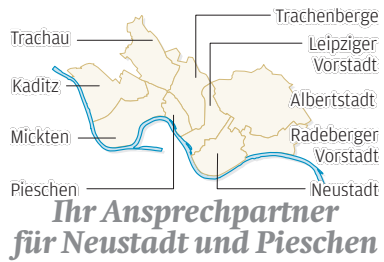 Trachenberge
Trachau
Leipziger
Vorstadt
Kaditz
Albertstadt
Mickten
Radeberger
Vorstadt
Pieschen
Neustadt
Ihr Ansprechpartner
für Neustadt und Pieschen